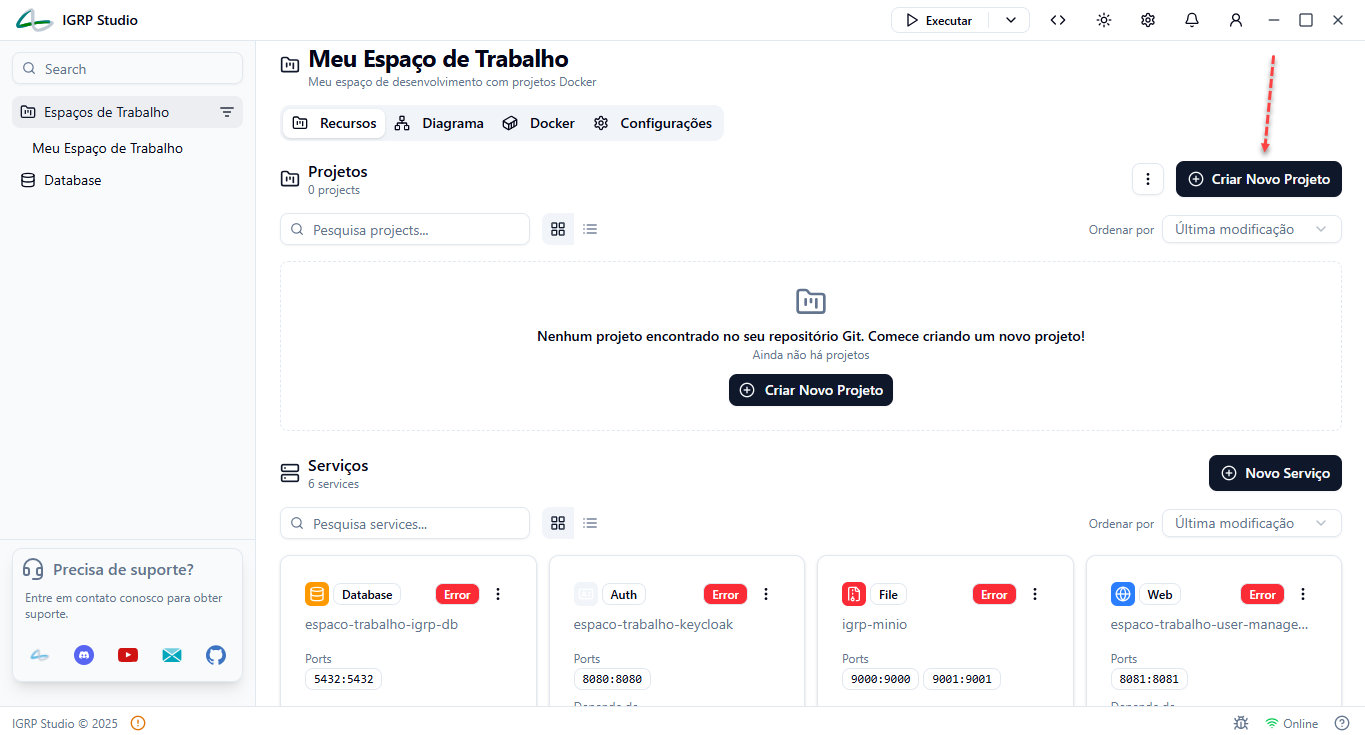 IGRP Studio
Executar
Search
Espaços de Trabalho
Meu Espaço de Trabalho
Database
Meu Espaço de Trabalho
Meu espaço de desenvolvimento com projetos Docker
Recursos Diagrama Docker Configurações
Projetos
0 projects
Criar Novo Projeto
Pesquisa projects...
Ordenar por Última modificação
Nenhum projeto encontrado no seu repositório Git. Comece criando um novo projeto!
Ainda não há projetos
Criar Novo Projeto
Serviços
6 services
Novo Serviço
Pesquisa services...
Ordenar por Última modificação
Database Error
espaco-trabalho-igrp-db
Ports
5432:5432
Auth Error
espaco-trabalho-keycloak
Ports
8080:8080
File Error
igrp-minio
Ports
9000:9000 9001:9001
Web Error
espaco-trabalho-user-manage...
Ports
8081:8081
Precisa de suporte?
Entre em contato conosco para obter
suporte.
IGRP Studio © 2025
Online